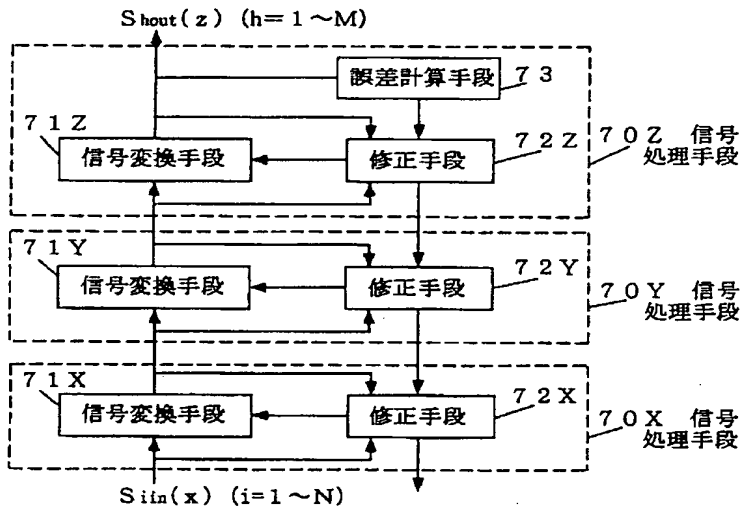 Shout(z) (h=1～M)
誤差計算手段
73
71Z
信号変換手段
修正手段
72Z
70Z 信号
処理手段
71Y
信号変換手段
修正手段
72Y
70Y 信号
処理手段
71X
信号変換手段
修正手段
72X
70X 信号
処理手段
Siin(x) (i=1～N)